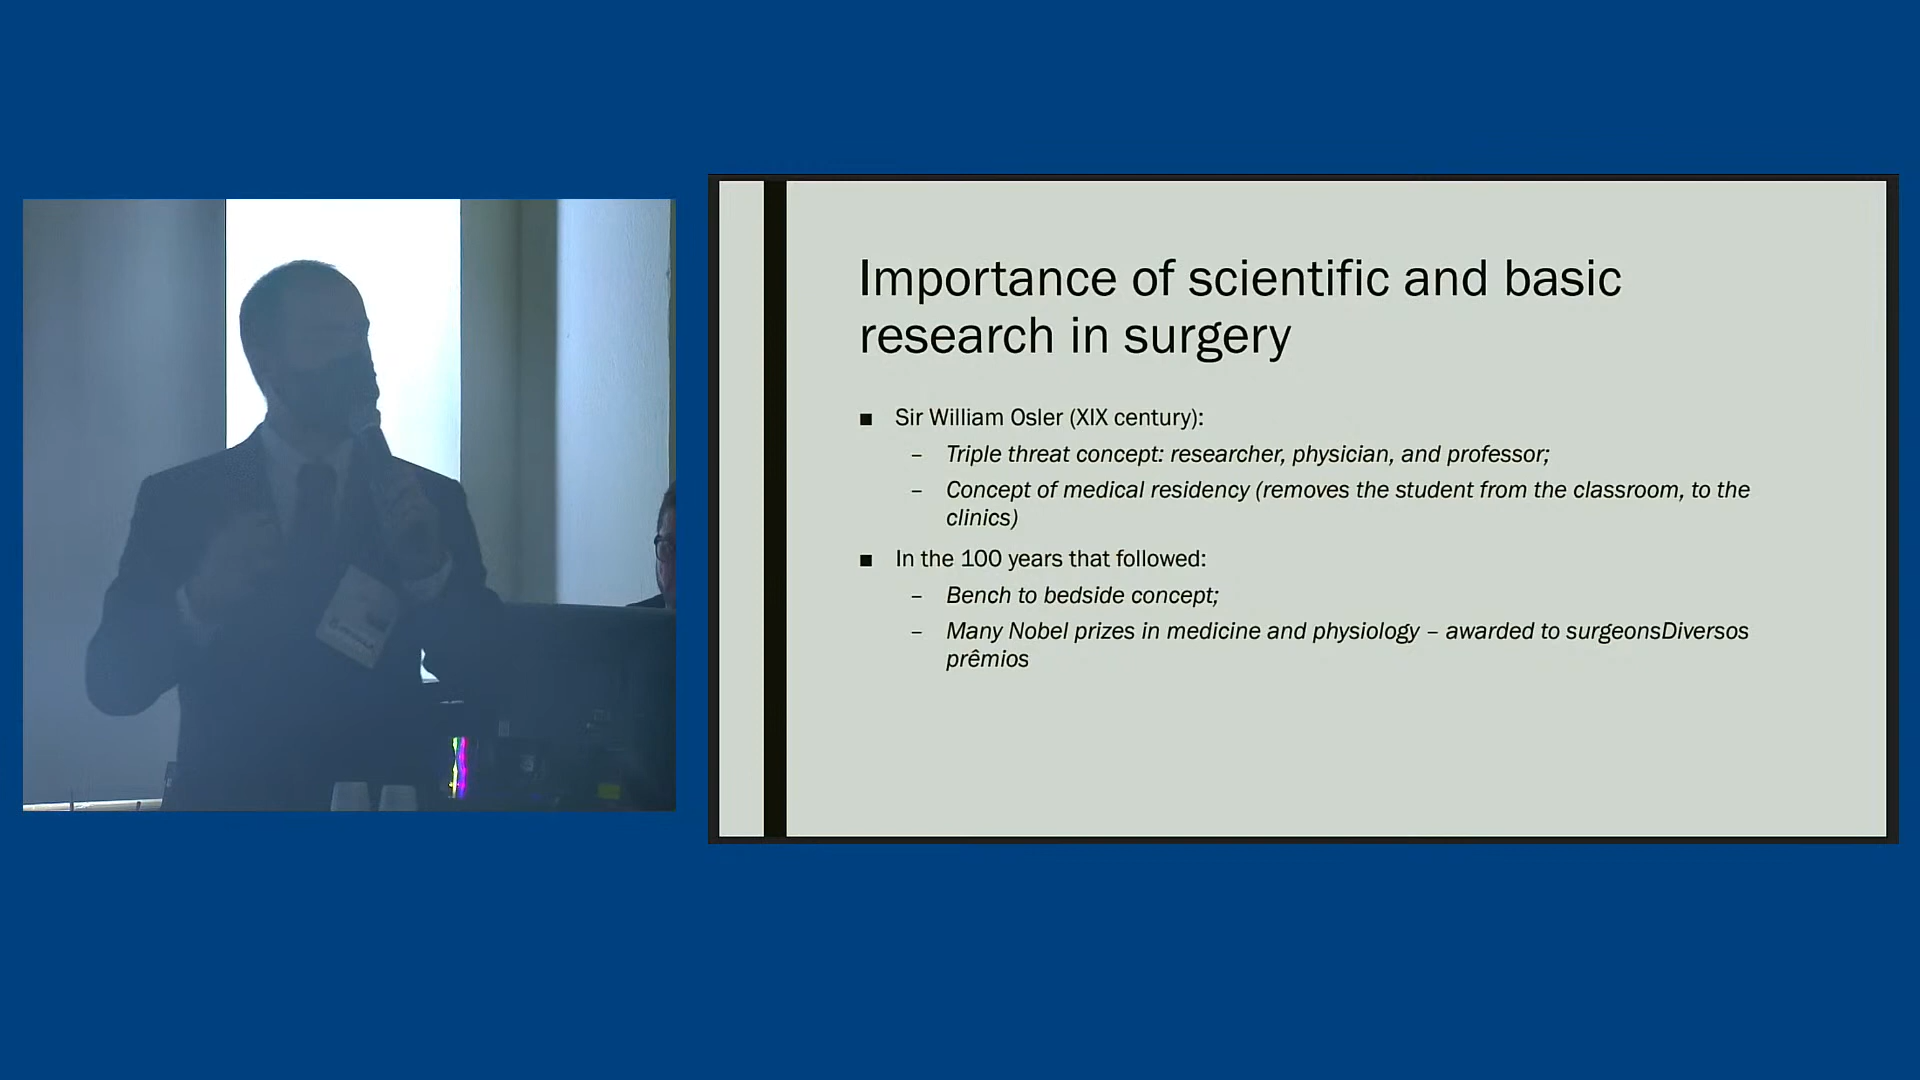 Importance of scientific and basic
research in surgery
■ Sir William Osler (XIX century):
– Triple threat concept: researcher, physician, and professor;
– Concept of medical residency (removes the student from the classroom, to the
clinics)
■ In the 100 years that followed:
– Bench to bedside concept;
– Many Nobel prizes in medicine and physiology – awarded to surgeonsDiversos
prêmios